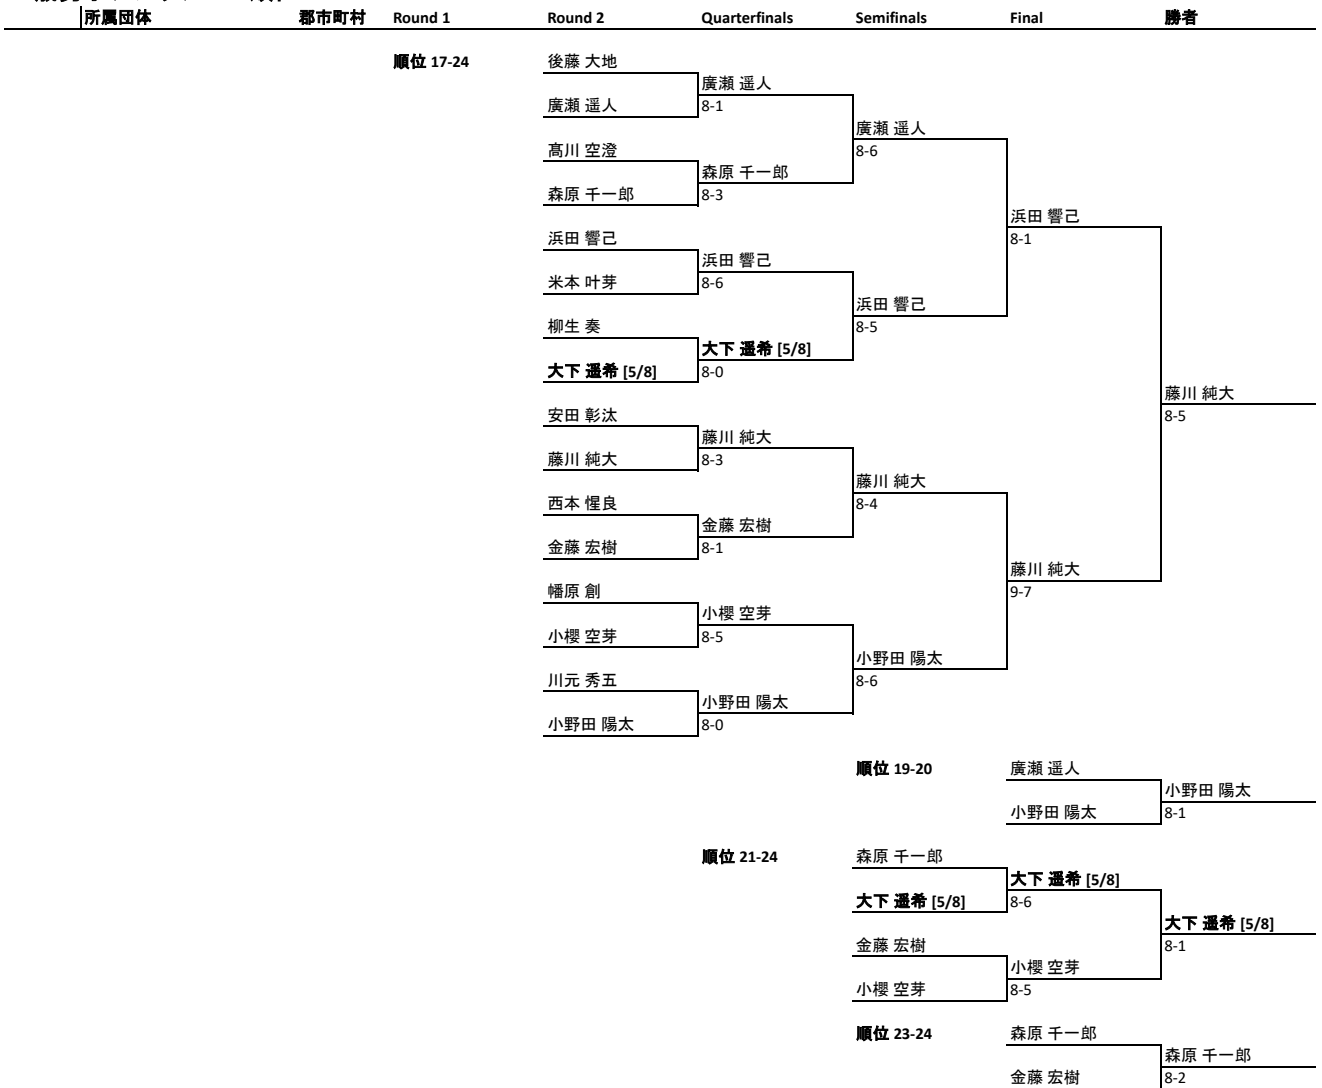 所属団体 郡市町村 Round 1 Round 2 Quarterfinals Semifinals Final 勝者
順位 17-24 後藤 大地
廣瀬 遥人
廣瀬 遥人 8-1
廣瀬 遥人
髙川 空澄 8-6
森原 千一郎
森原 千一郎 8-3
浜田 響己
浜田 響己 8-1
浜田 響己
米本 叶芽 8-6
浜田 響己
柳生 奏 8-5
大下 遥希 [5/8]
大下 遥希 [5/8] 8-0
藤川 純大
安田 彰汰 8-5
藤川 純大
藤川 純大 8-3
藤川 純大
西本 惺良 8-4
金藤 宏樹
金藤 宏樹 8-1
藤川 純大
幡原 創 9-7
小櫻 空芽
小櫻 空芽 8-5
小野田 陽太
川元 秀五 8-6
小野田 陽太
小野田 陽太 8-0
順位 19-20 廣瀬 遥人
小野田 陽太
小野田 陽太 8-1
順位 21-24 森原 千一郎
大下 遥希 [5/8]
大下 遥希 [5/8] 8-6
大下 遥希 [5/8]
金藤 宏樹 8-1
小櫻 空芽
小櫻 空芽 8-5
順位 23-24 森原 千一郎
森原 千一郎
金藤 宏樹 8-2